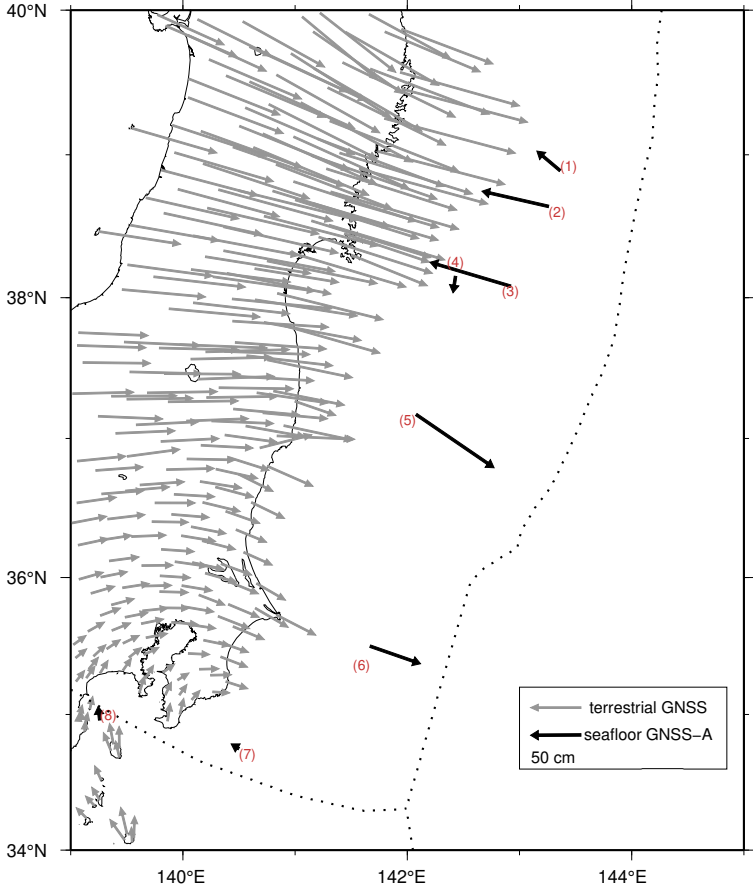 40°N
(1)
(2)
(4)
(3)
38°N
(5)
36°N
(6)
(8)
(7)
terrestrial GNSS
seafloor GNSS−A
50 cm
34°N
140°E 142°E 144°E